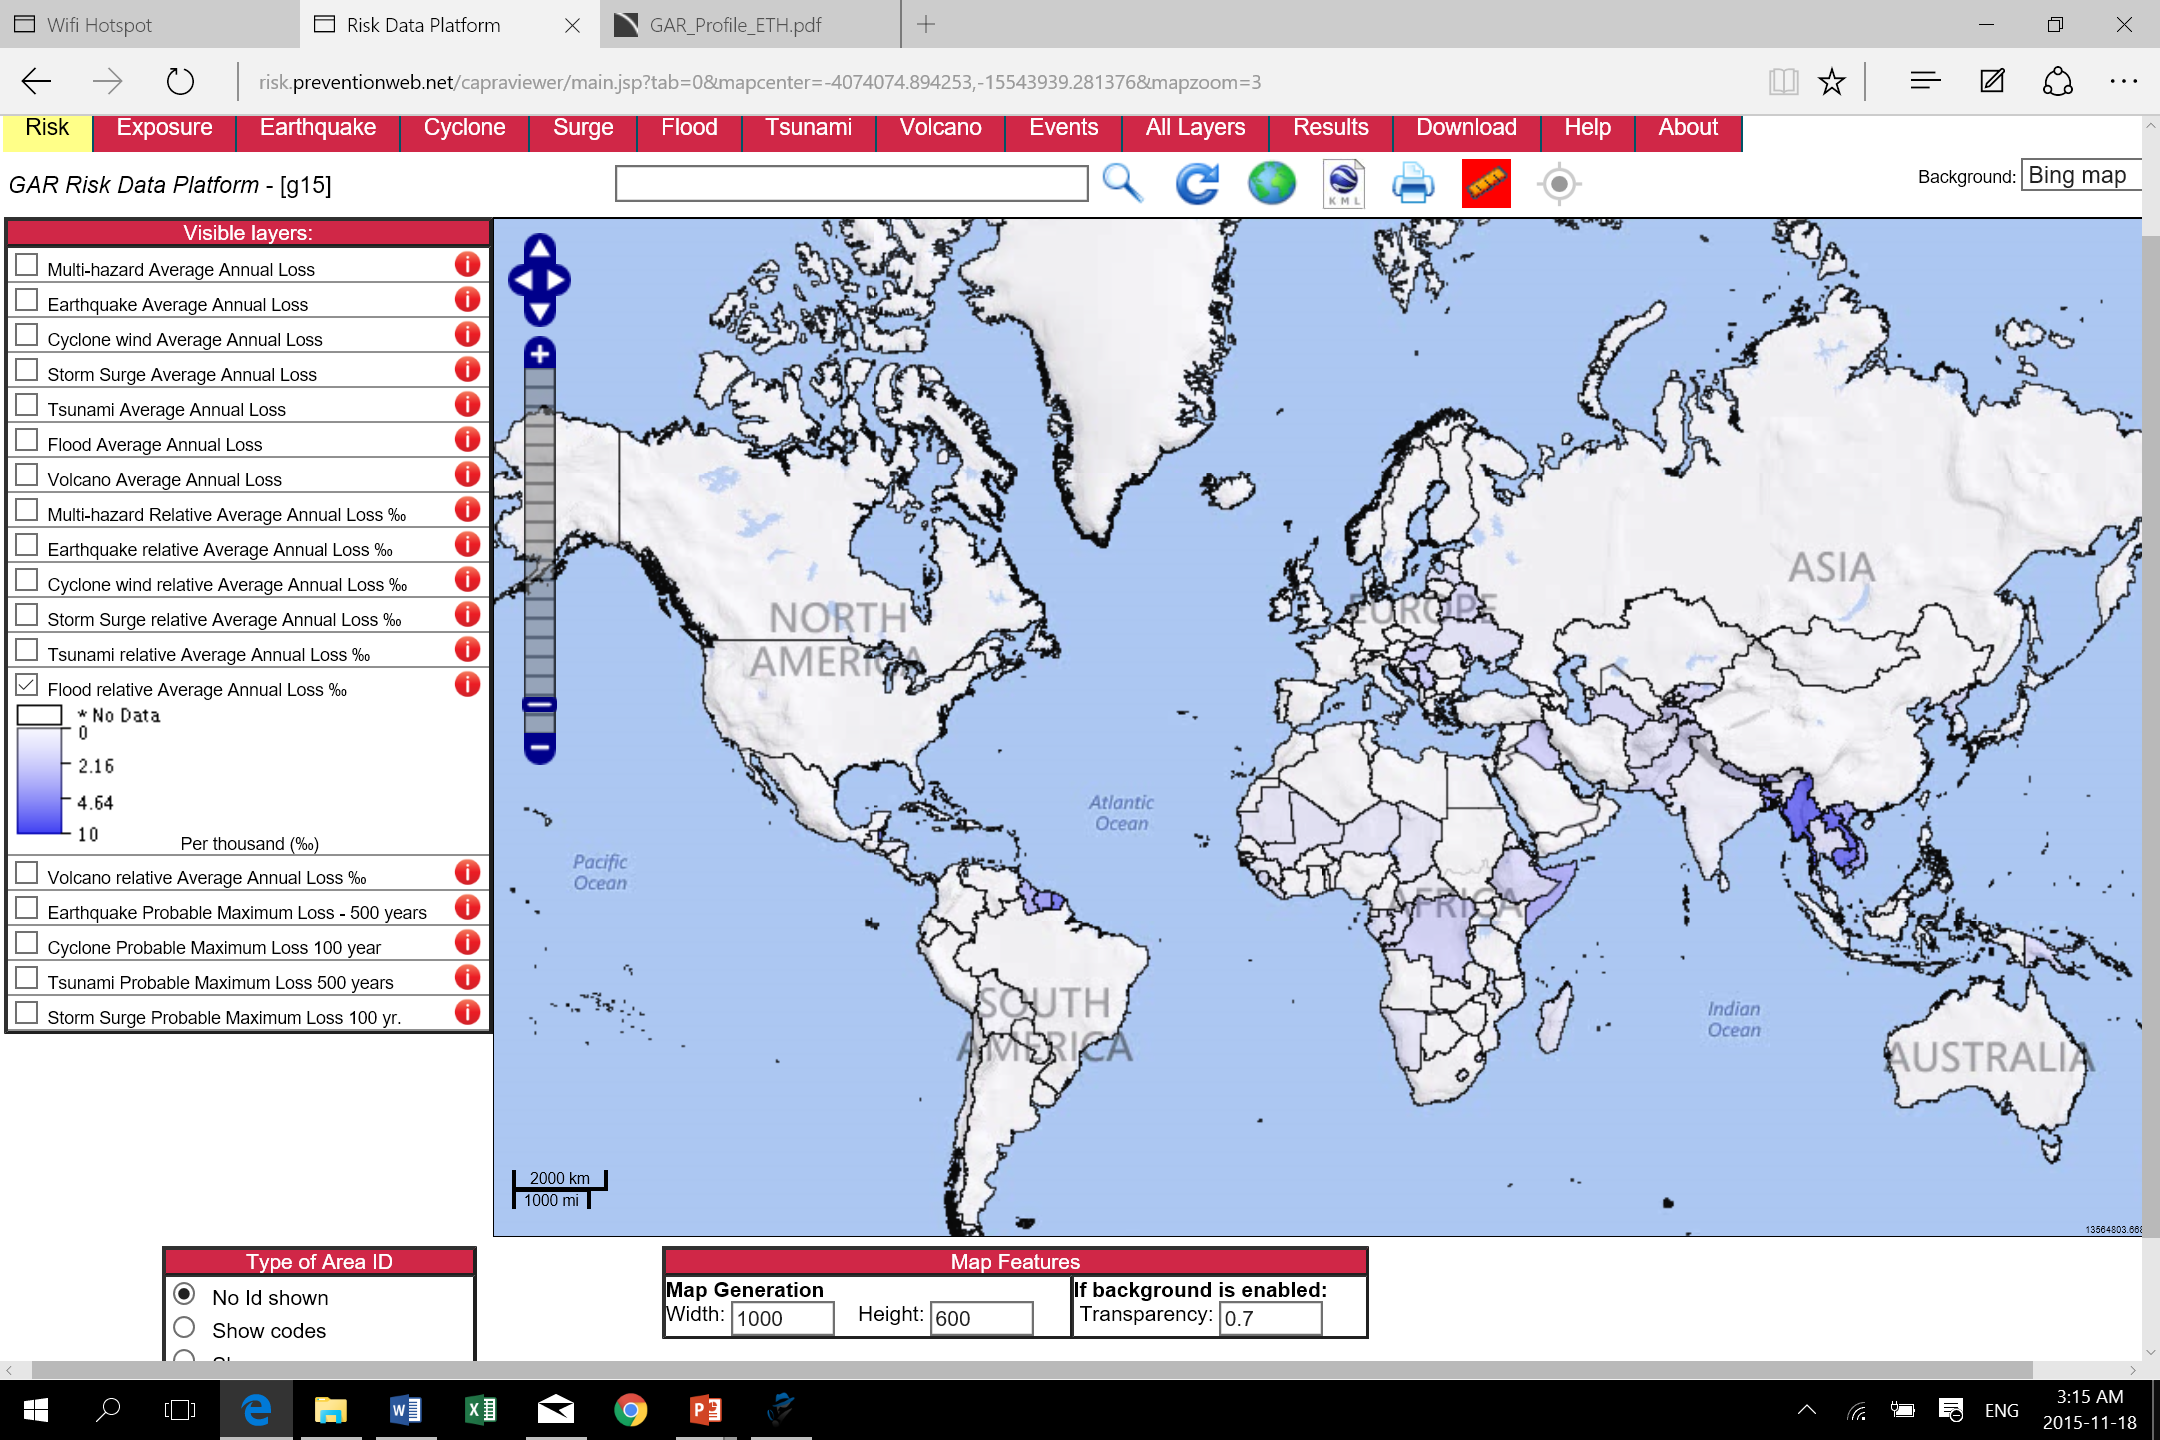 Wifi Hotspot
Risk Data Platform
GAR_Profile_ETH.pdf
risk.preventionweb.net/capraviewer/main.jsp?tab=0&mapcenter=-4074074.894253,-15543939.281376&mapzoom=3
Risk Exposure Earthquake Cyclone Surge Flood Tsunami Volcano Events All Layers Results Download Help About
GAR Risk Data Platform - [g15]
KML
Background: Bing map
Visible layers:
Multi-hazard Average Annual Loss
Earthquake Average Annual Loss
Cyclone wind Average Annual Loss
Storm Surge Average Annual Loss
Tsunami Average Annual Loss
Flood Average Annual Loss
Volcano Average Annual Loss
Multi-hazard Relative Average Annual Loss ‰
Earthquake relative Average Annual Loss ‰
Cyclone wind relative Average Annual Loss ‰
Storm Surge relative Average Annual Loss ‰
Tsunami relative Average Annual Loss ‰
Flood relative Average Annual Loss ‰
* No Data
0
2.16
4.64
10
Per thousand (‰)
Volcano relative Average Annual Loss ‰
Earthquake Probable Maximum Loss - 500 years
Cyclone Probable Maximum Loss 100 year
Tsunami Probable Maximum Loss 500 years
Storm Surge Probable Maximum Loss 100 yr.
NORTH
AMERICA
EUROPE
ASIA
Atlantic
Ocean
Pacific
Ocean
AFRICA
SOUTH
AMERICA
Indian
Ocean
AUSTRALIA
2000 km
1000 mi
Type of Area ID
No Id shown
Show codes
Map Features
Map Generation
Width: 1000 Height: 600
If background is enabled:
Transparency: 0.7
ENG
3:15 AM
2015-11-18